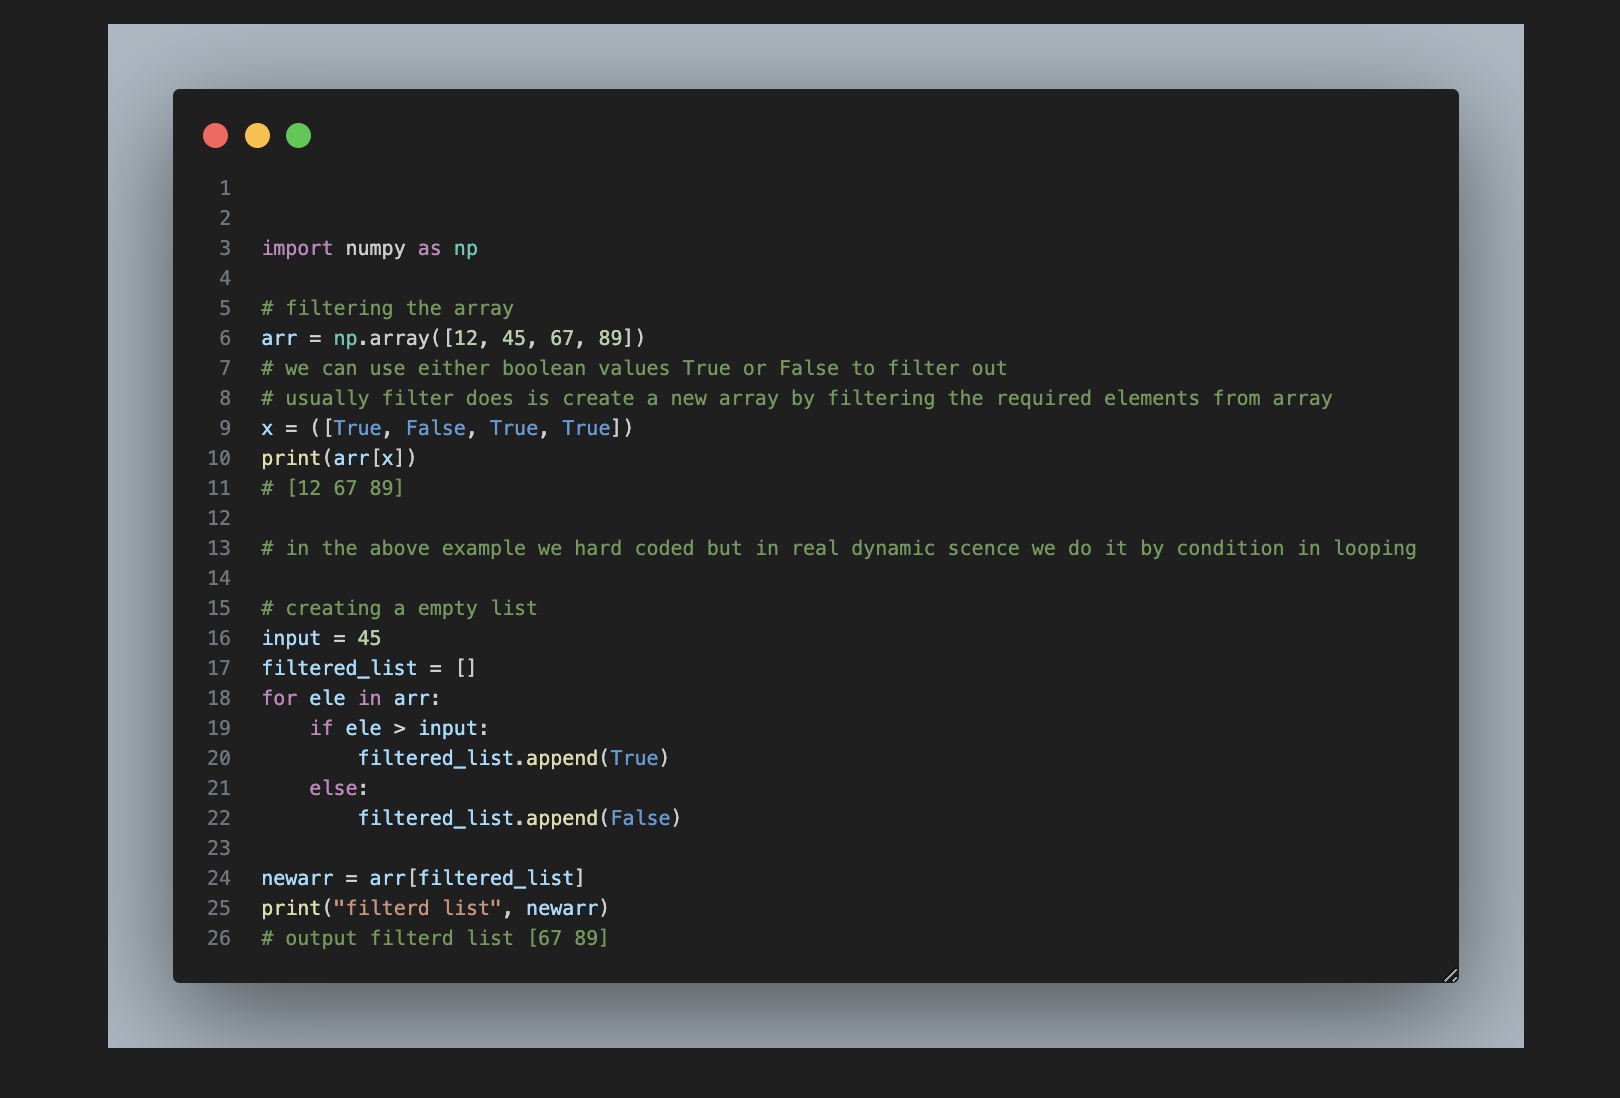 1
2
3 import numpy as np
4
5 # filtering the array
6 arr = np.array([12, 45, 67, 89])
7 # we can use either boolean values True or False to filter out
8 # usually filter does is create a new array by filtering the required elements from array
9 x = ([True, False, True, True])
10 print(arr[x])
11 # [12 67 89]
12
13 # in the above example we hard coded but in real dynamic scence we do it by condition in looping
14
15 # creating a empty list
16 input = 45
17 filtered_list = []
18 for ele in arr:
19     if ele > input:
20         filtered_list.append(True)
21     else:
22         filtered_list.append(False)
23
24 newarr = arr[filtered_list]
25 print("filterd list", newarr)
26 # output filterd list [67 89]